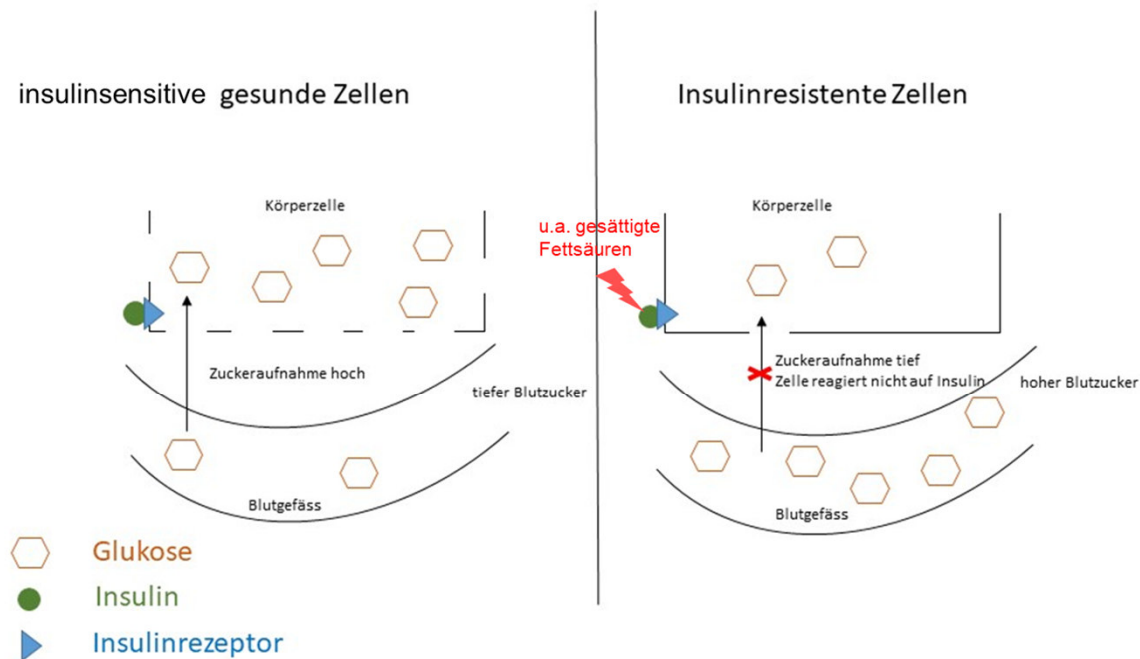 insulinsensitive gesunde Zellen
Körperzelle
Zuckeraufnahme hoch
tiefer Blutzucker
Blutgefäss
Insulinresistente Zellen
Körperzelle
u.a. gesättigte
Fettsäuren
Zuckeraufnahme tief
Zelle reagiert nicht auf Insulin
hoher Blutzucker
Blutgefäss
Glukose
Insulin
Insulinrezeptor